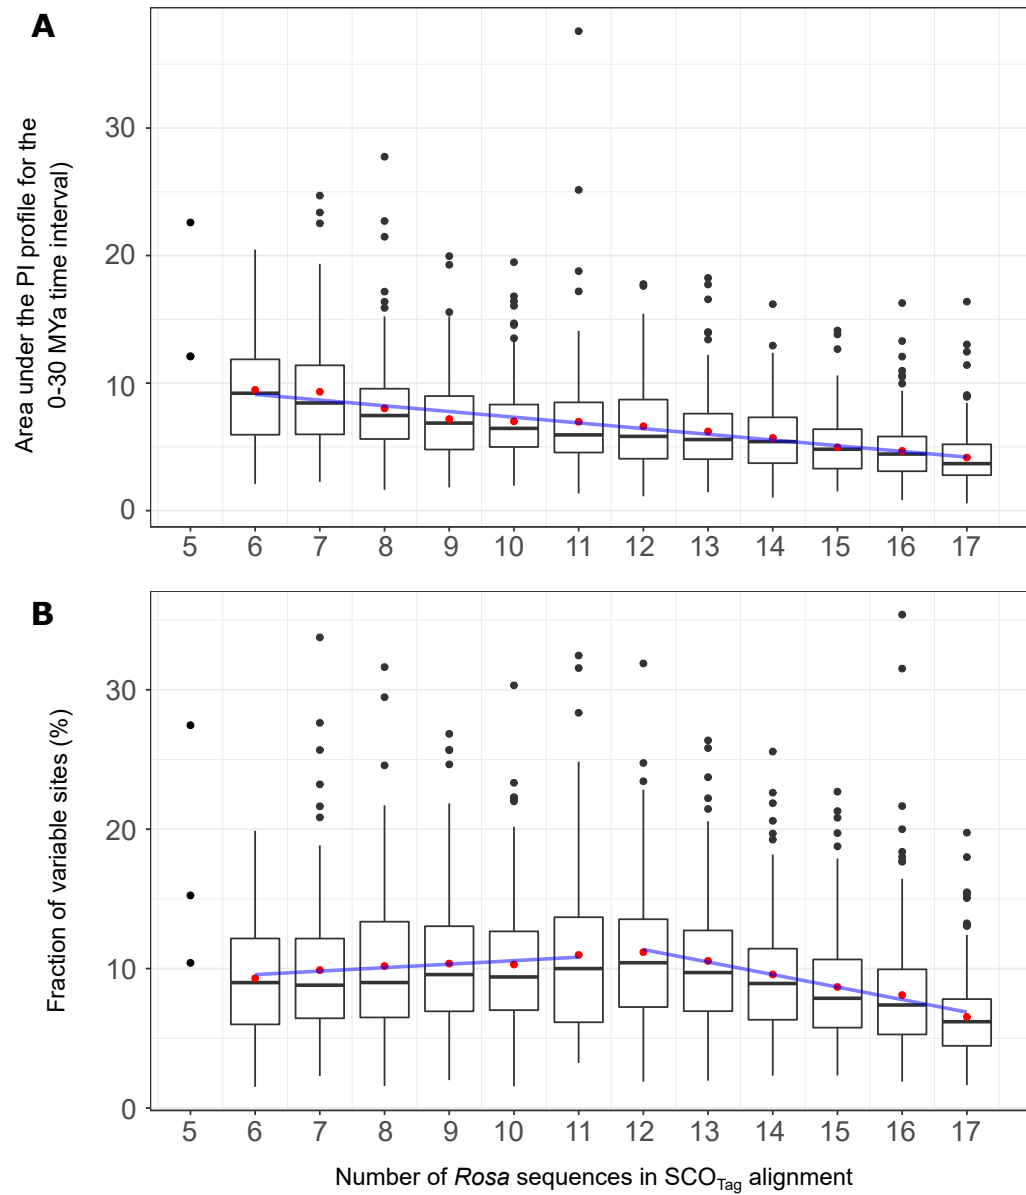 A
Area under the PI profile for the
0-30 MYa time interval)
30
20
10
0
5 6 7 8 9 10 11 12 13 14 15 16 17
B
Fraction of variable sites (%)
30
20
10
0
5 6 7 8 9 10 11 12 13 14 15 16 17
Number of Rosa sequences in SCOTag alignment